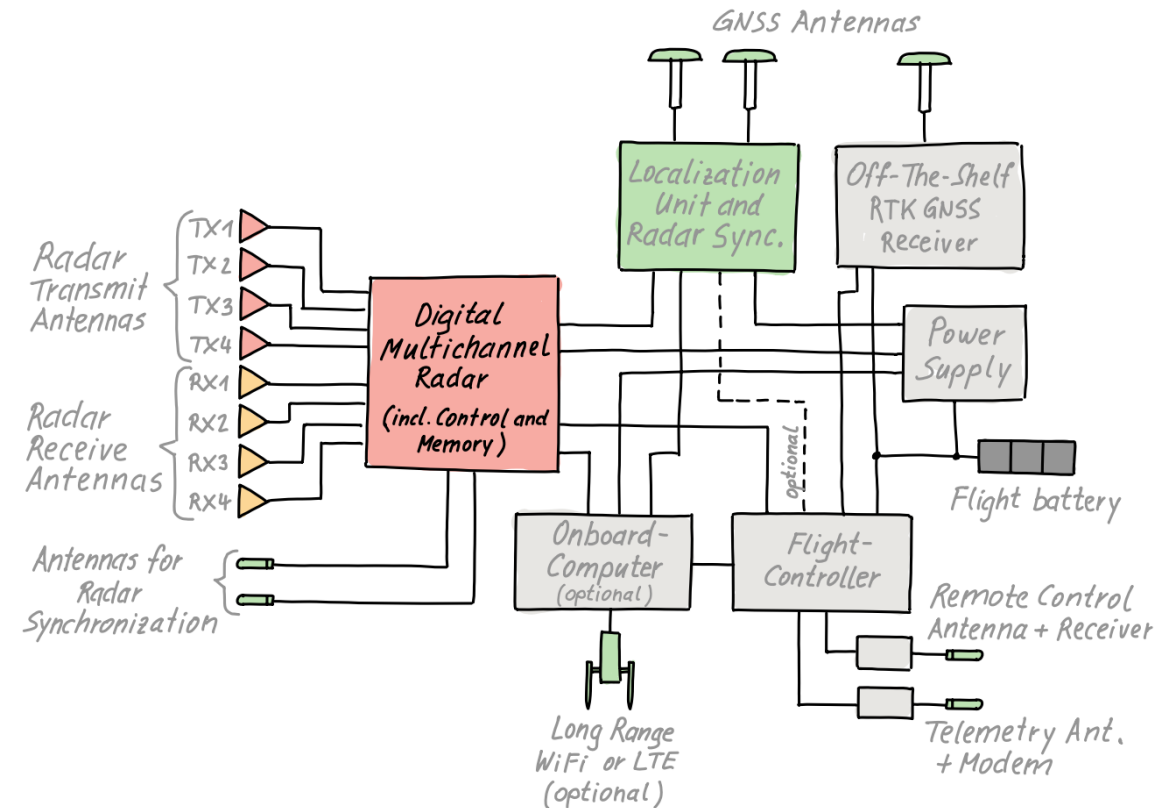 GNSS Antennas
Localization
Unit and
Radar Sync.
Off-The-Shelf
RTK GNSS
Receiver
Radar
Transmit
Antennas
TX1
TX2
TX3
TX4
Radar
Receive
Antennas
RX1
RX2
RX3
RX4
Digital
Multichannel
Radar
(incl. Control and
Memory)
Power
Supply
optional
Flight battery
Antennas for
Radar
Synchronization
Onboard-
Computer
(optional)
Flight-
Controller
Remote Control
Antenna + Receiver
Long Range
WiFi or LTE
(optional)
Telemetry Ant.
+ Modem